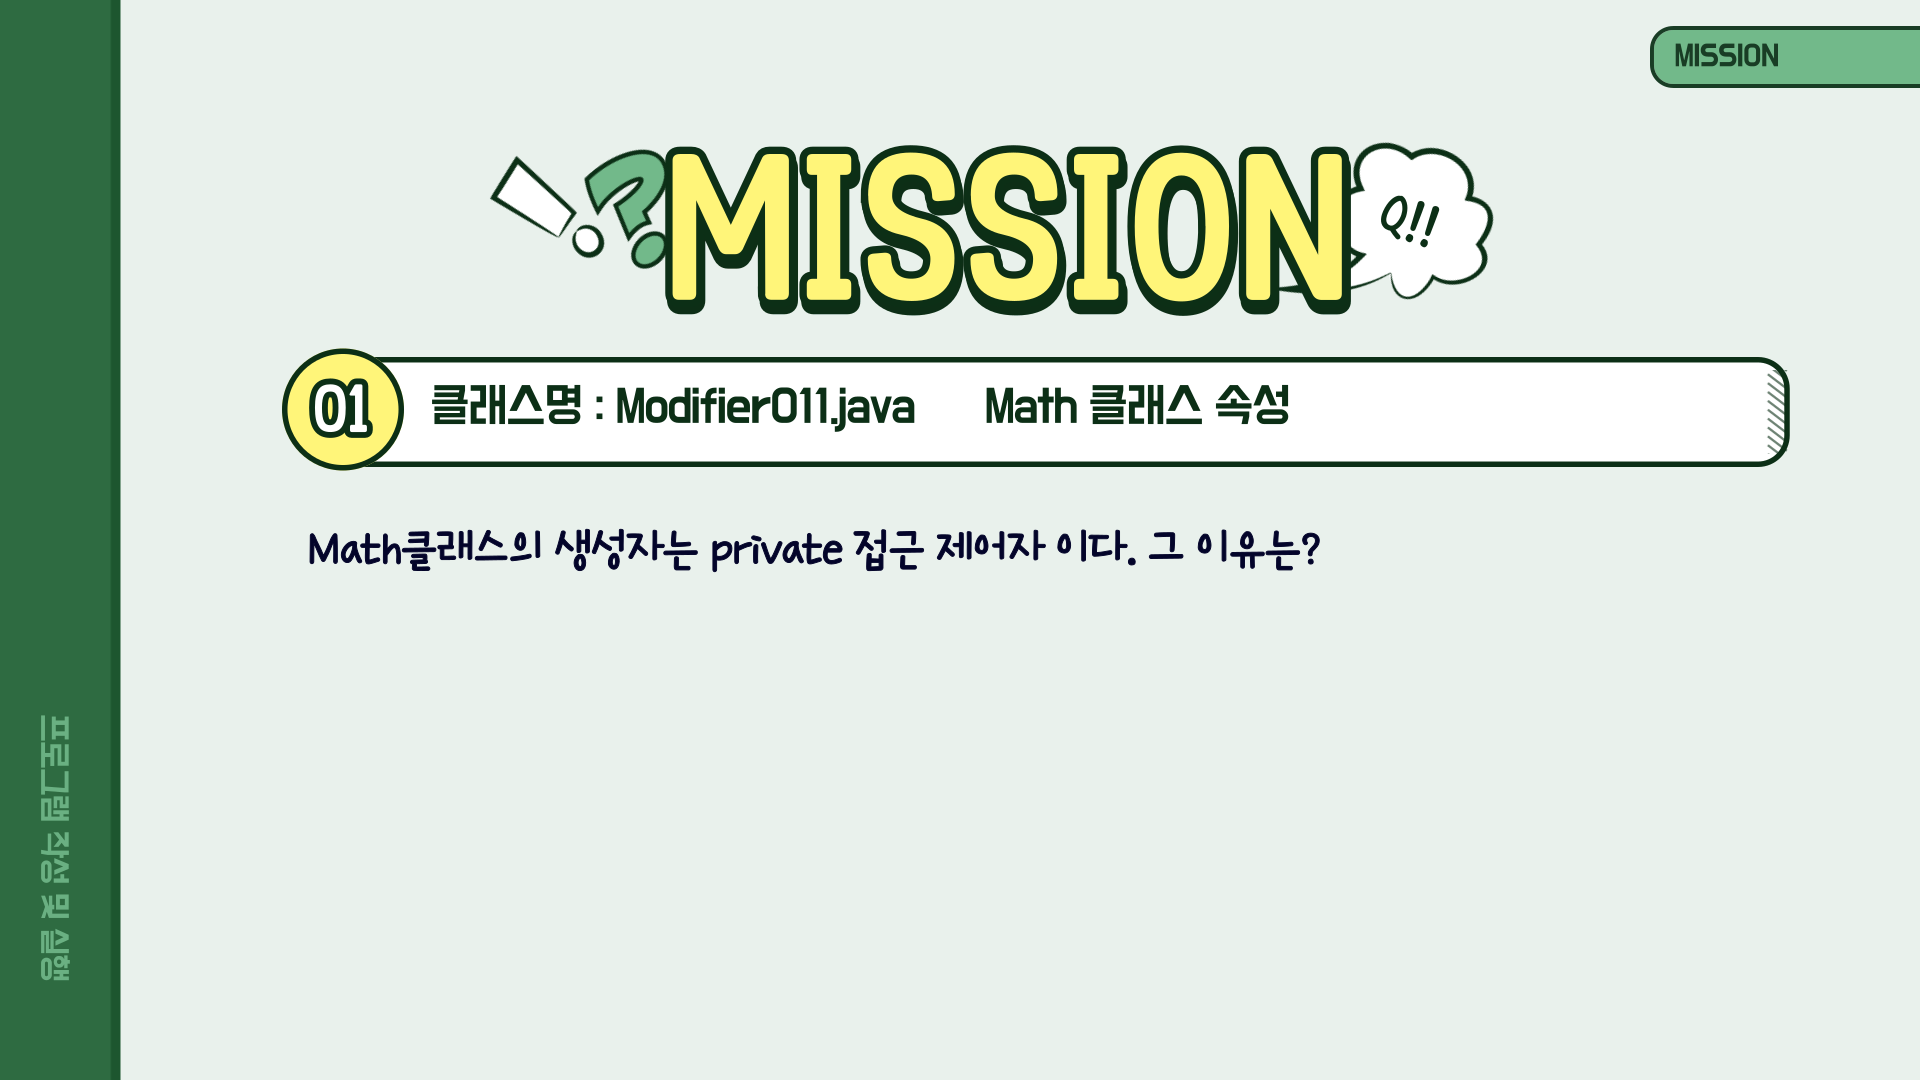 MISSION
MISSION
Q!!
01
클래스명 : Modifier011.java Math 클래스 속성
Math클래스의 생성자는 private 접근 제어자 이다. 그 이유는?
프로그램 작성 및 실행